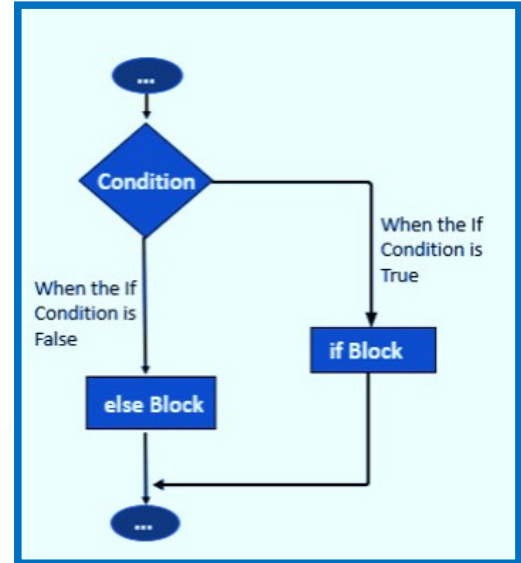 ...
Condition
When the If
Condition is
True
When the If
Condition is
False
if Block
else Block
...